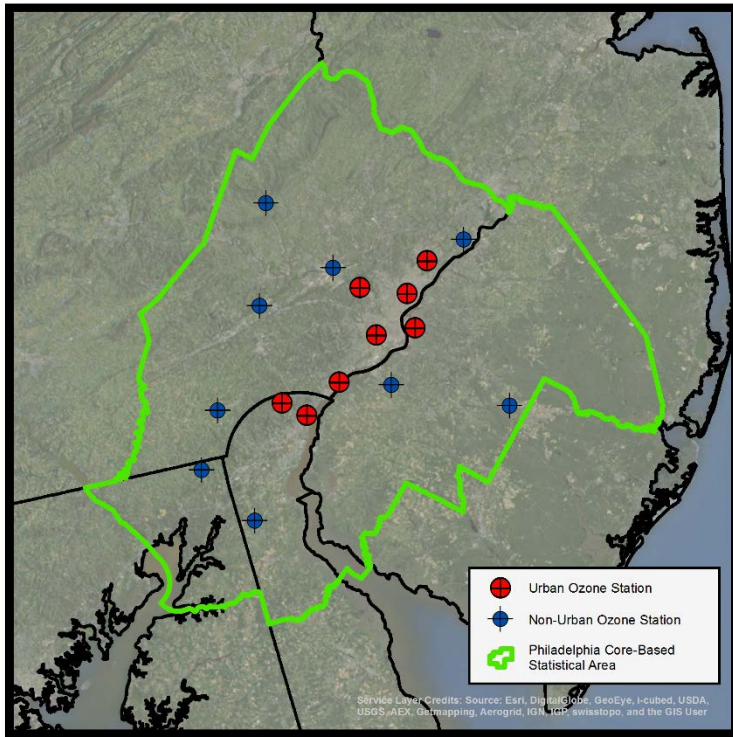 Urban Ozone Station
Non-Urban Ozone Station
Philadelphia Core-Based
Statistical Area
Service Layer Credits: Source: Esri, DigitalGlobe, GeoEye, i-cubed, USDA,
USGS, AEX, Getmapping, Aerogrid, IGN, IGP, swisstopo, and the GIS User